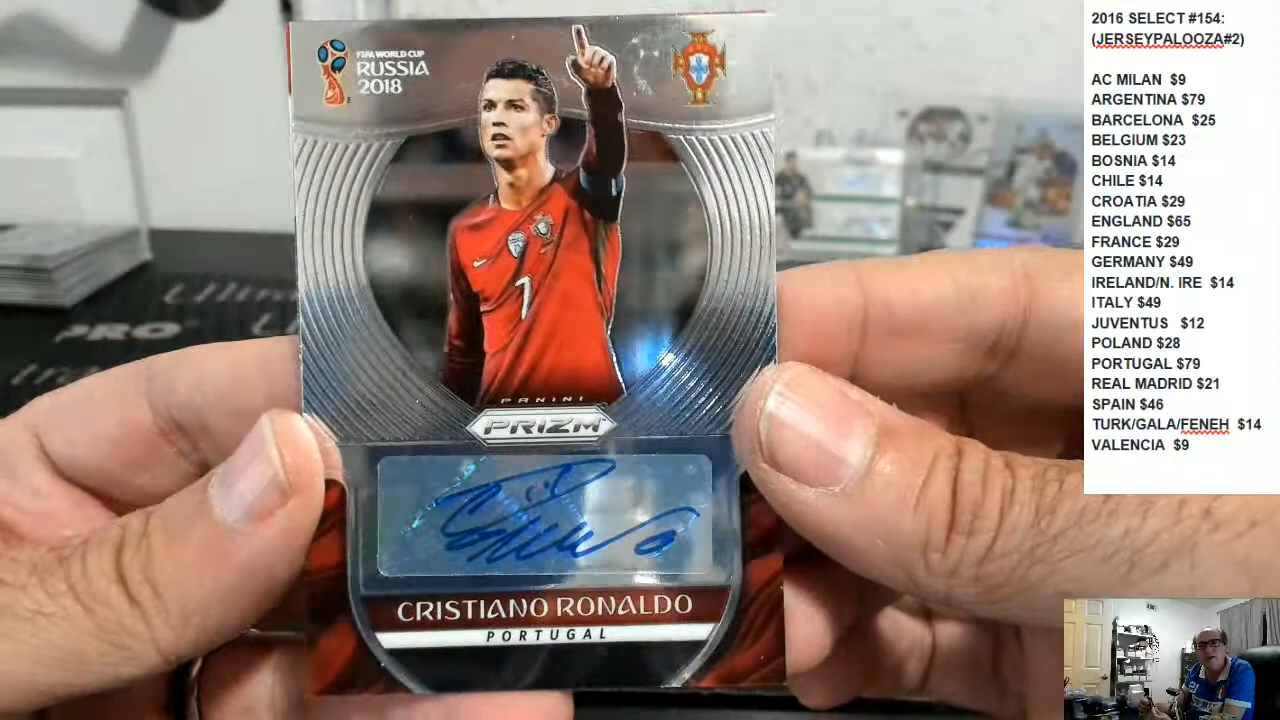 FIFA WORLD CUP
RUSSIA
2018
7
PANINI
PRIZM
CRISTIANO RONALDO
PORTUGAL
PRO
Ultra
2016 SELECT #154:
(JERSEYPALOOZA#2)
AC MILAN $9
ARGENTINA $79
BARCELONA $25
BELGIUM $23
BOSNIA $14
CHILE $14
CROATIA $29
ENGLAND $65
FRANCE $29
GERMANY $49
IRELAND/N. IRE $14
ITALY $49
JUVENTUS $12
POLAND $28
PORTUGAL $79
REAL MADRID $21
SPAIN $46
TURK/GALA/FENEH $14
VALENCIA $9